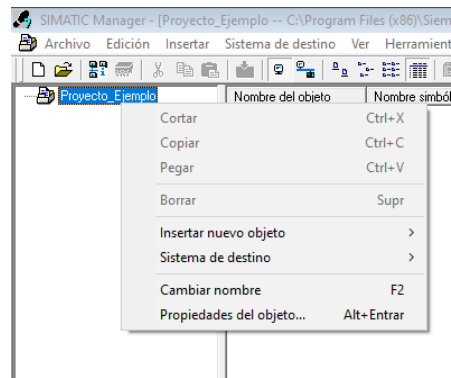 SIMATIC Manager - [Proyecto_Ejemplo -- C:\Program Files (x86)\Siem
Archivo Edición Insertar Sistema de destino Ver Herramient
Proyecto_Ejemplo Nombre del objeto Nombre simból
Cortar Ctrl+X
Copiar Ctrl+C
Pegar Ctrl+V
Borrar Supr
Insertar nuevo objeto >
Sistema de destino >
Cambiar nombre F2
Propiedades del objeto... Alt+Entrar